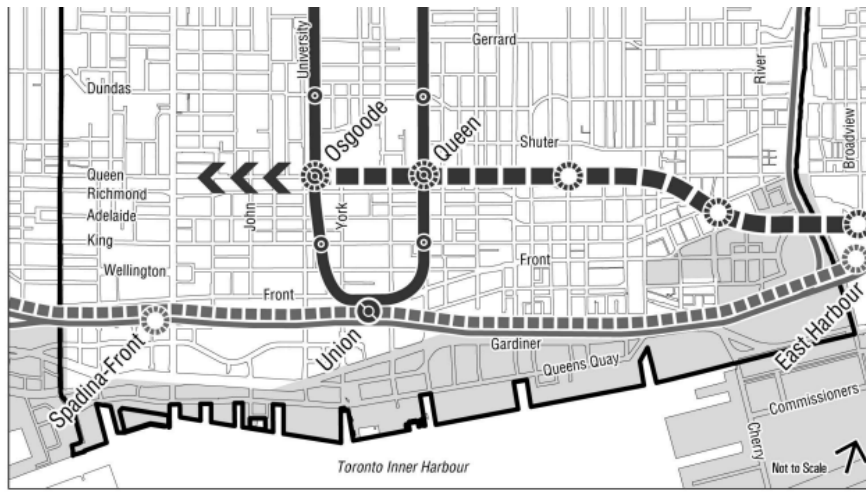 Gerrard
University
River
Dundas
Broadview
Osgoode
Queen
Shuter
Queen
Richmond
Adelaide
John
York
King
Wellington
Front
Front
Union
Gardiner
East Harbour
Spadina-Front
Queens Quay
Commissioners
Cherry
Toronto Inner Harbour
Not to Scale